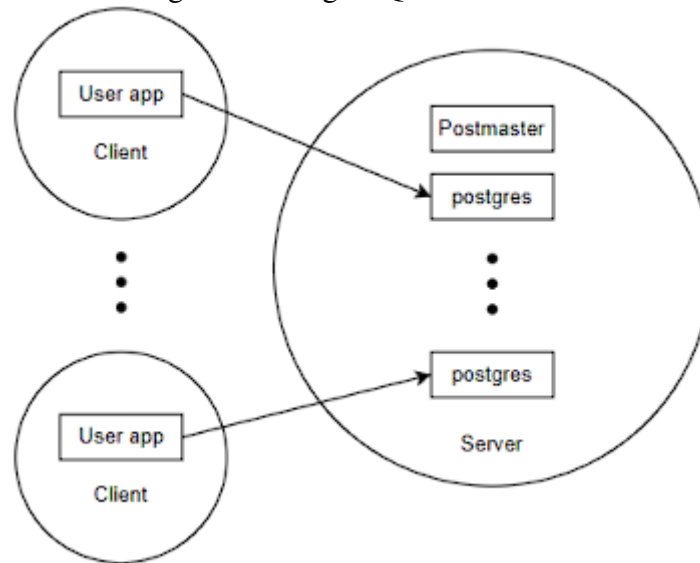 User app
Client
Postmaster
postgres
postgres
Server
User app
Client